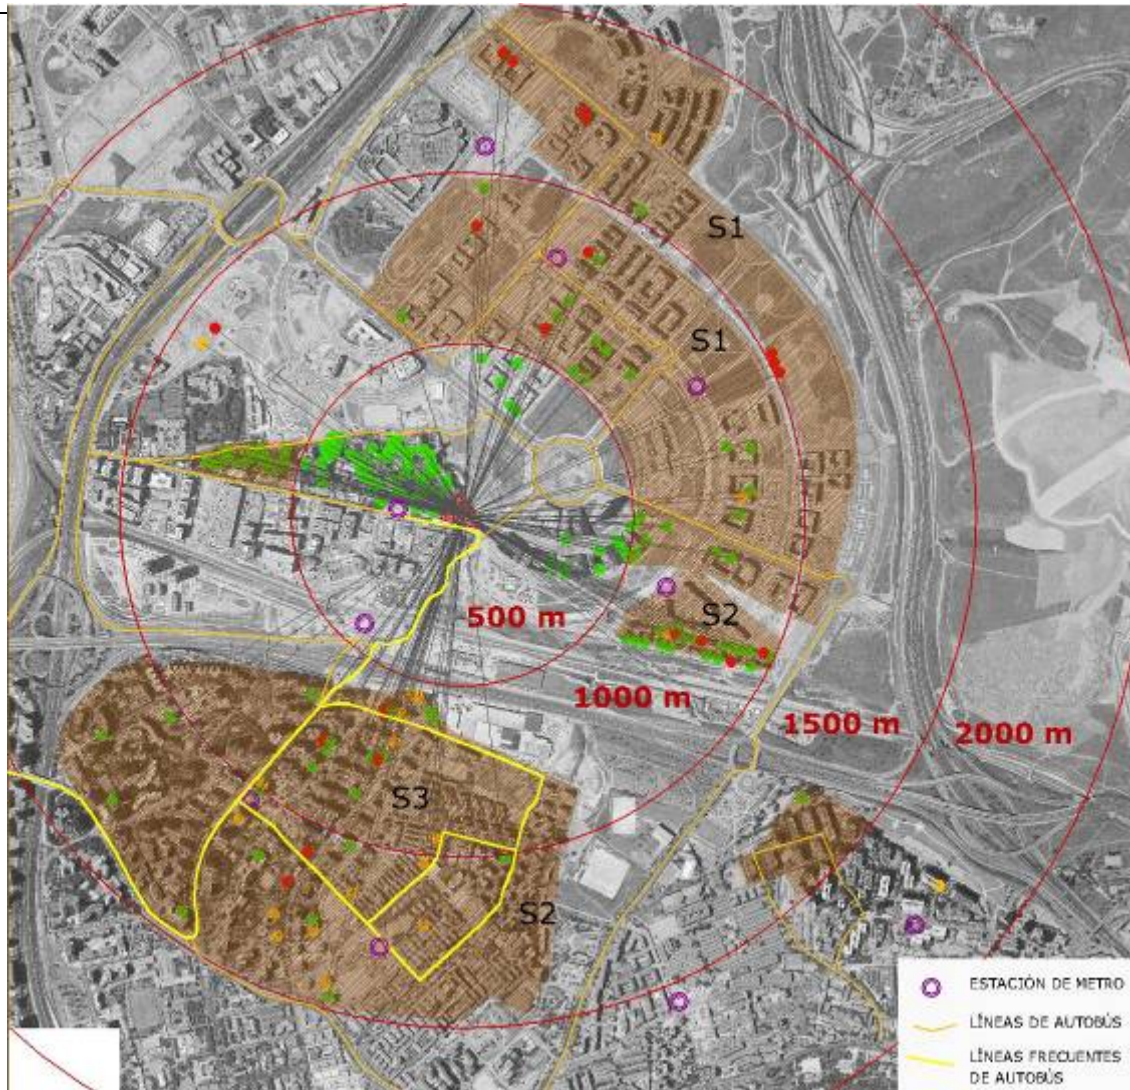 S1
S1
500 m
S2
1000 m
1500 m
2000 m
S3
S2
ESTACIÓN DE METRO
LÍNEAS DE AUTOBÚS
LÍNEAS FRECUENTES
DE AUTOBÚS